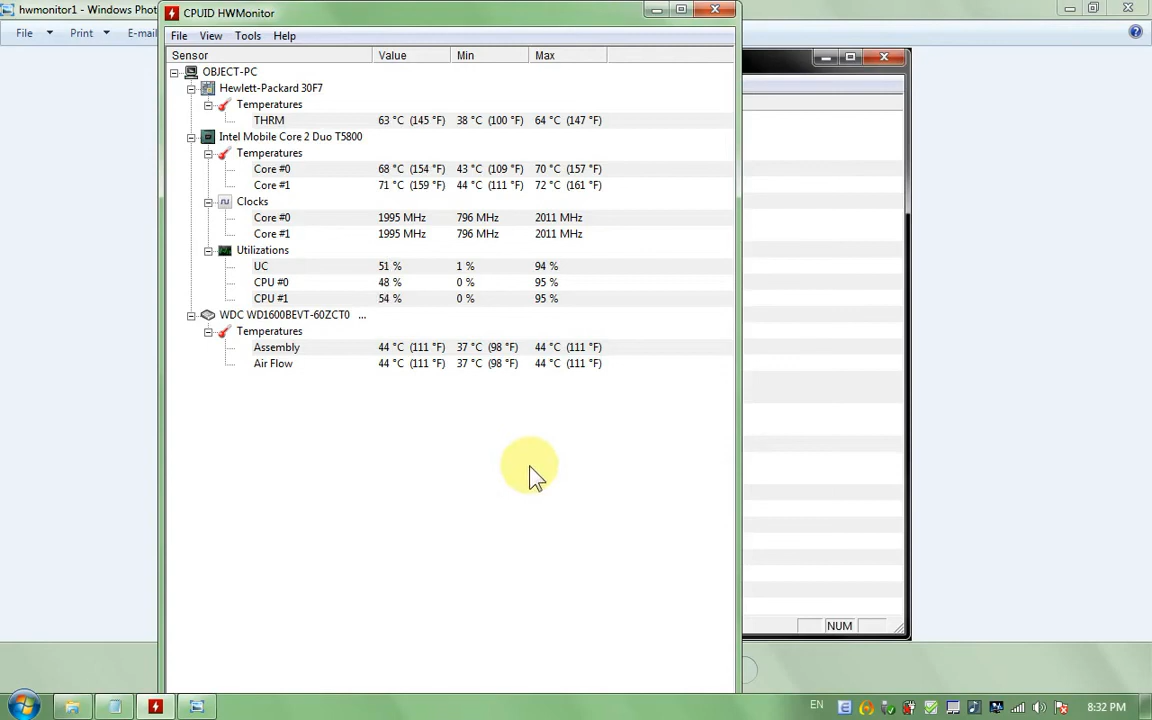 hwmonitor1 - Windows Phot
File Print E-mai
CPUID HWMonitor
File View Tools Help
Sensor Value Min Max
OBJECT-PC
Hewlett-Packard 30F7
Temperatures
THRM 63 °C (145 °F) 38 °C (100 °F) 64 °C (147 °F)
Intel Mobile Core 2 Duo T5800
Temperatures
Core #0 68 °C (154 °F) 43 °C (109 °F) 70 °C (157 °F)
Core #1 71 °C (159 °F) 44 °C (111 °F) 72 °C (161 °F)
Clocks
Core #0 1995 MHz 796 MHz 2011 MHz
Core #1 1995 MHz 796 MHz 2011 MHz
Utilizations
UC 51 % 1 % 94 %
CPU #0 48 % 0 % 95 %
CPU #1 54 % 0 % 95 %
WDC WD1600BEVT-60ZCT0 ...
Temperatures
Assembly 44 °C (111 °F) 37 °C (98 °F) 44 °C (111 °F)
Air Flow 44 °C (111 °F) 37 °C (98 °F) 44 °C (111 °F)
NUM
EN 8:32 PM